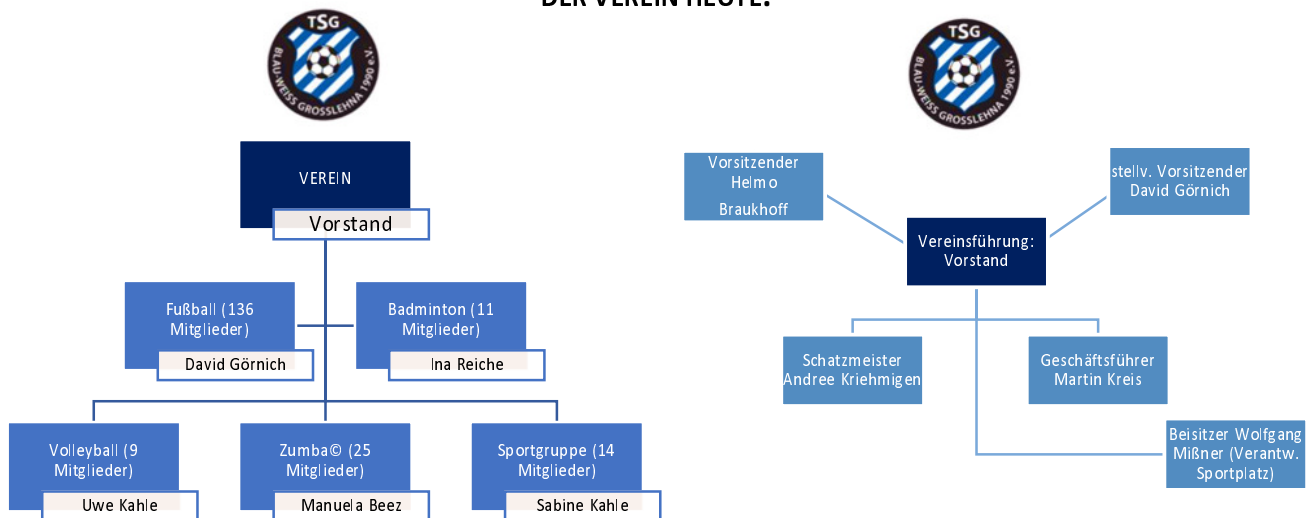 DER VEREIN HEUTE:
TSG
BLAU-WEISS GROSSLEHNA 1990 e.V.
VEREIN
Vorstand
Fußball (136
Mitglieder)
David Görnich
Badminton (11
Mitglieder)
Ina Reiche
Volleyball (9
Mitglieder)
Uwe Kahle
Zumba© (25
Mitglieder)
Manuela Beez
Sportgruppe (14
Mitglieder)
Sabine Kahle
TSG
BLAU-WEISS GROSSLEHNA 1990 e.V.
Vorsitzender
Helmo
Braukhoff
stellv. Vorsitzender
David Görnich
Vereinsführung:
Vorstand
Schatzmeister
Andree Kriehmigen
Geschäftsführer
Martin Kreis
Beisitzer Wolfgang
Mißner (Verantw.
Sportplatz)